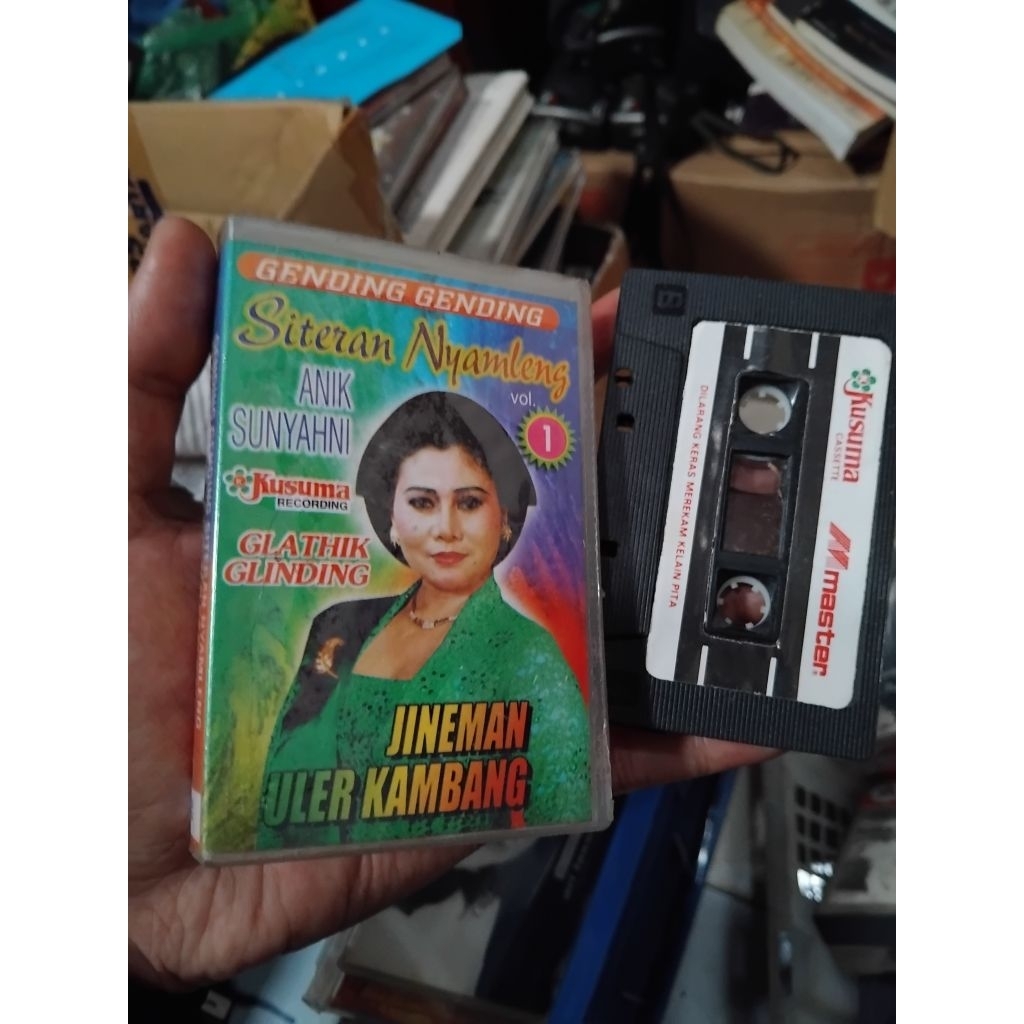 GENDING GENDING
Siteran Nyamleng
vol. 1
ANIK
SUNYAHNI
Kusuma
RECORDING
GLATHIK
GLINDING
JINEMAN
ULER KAMBANG
Kusuma
CASSETTE
master
DILARANG KERAS MEREKAM KELAIN PITA